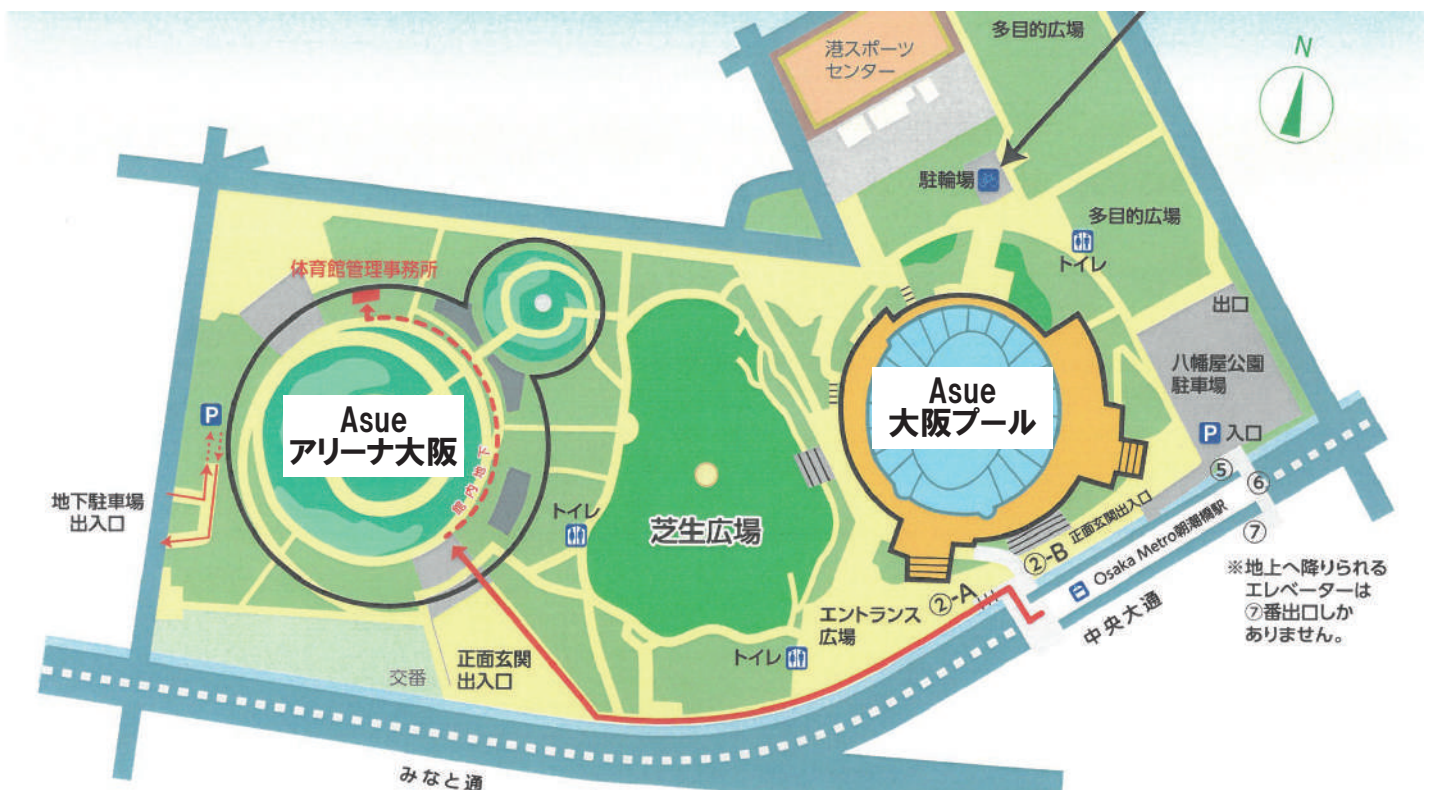 多目的広場
N
港スポーツ
センター
駐輪場
多目的広場
トイレ
体育館管理事務所
出口
八幡屋公園
駐車場
P
入口
Asue
アリーナ大阪
Asue
大阪プール
P
館内地下
地下駐車場
出入口
トイレ
芝生広場
⑤
⑥
⑦
正面玄関出入口
②-B
Osaka Metro朝潮橋駅
②-A
※地上へ降りられる
エレベーターは
⑦番出口しか
ありません。
エントランス
広場
中央大通
トイレ
正面玄関
出入口
交番
みなと通